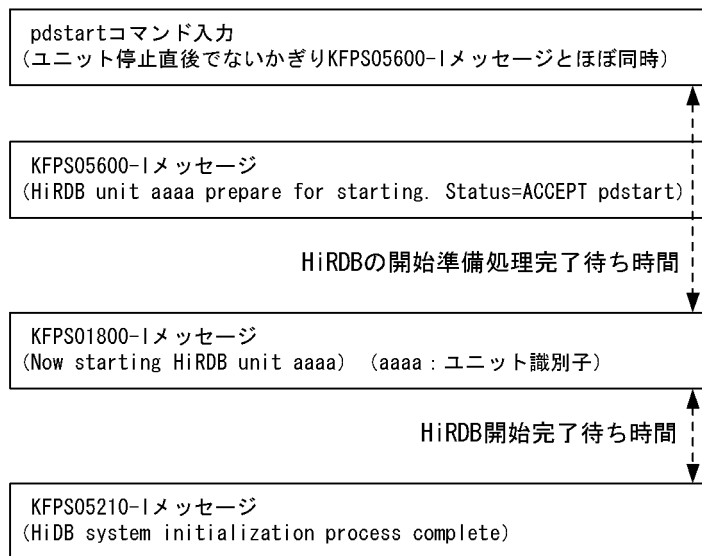 pdstartコマンド入力
(ユニット停止直後でないかぎりKFPS05600-Iメッセージとほぼ同時)
KFPS05600-Iメッセージ
(HiRDB unit aaaa prepare for starting. Status=ACCEPT pdstart)
HiRDBの開始準備処理完了待ち時間
KFPS01800-Iメッセージ
(Now starting HiRDB unit aaaa) (aaaa：ユニット識別子)
HiRDB開始完了待ち時間
KFPS05210-Iメッセージ
(HiDB system initialization process complete)